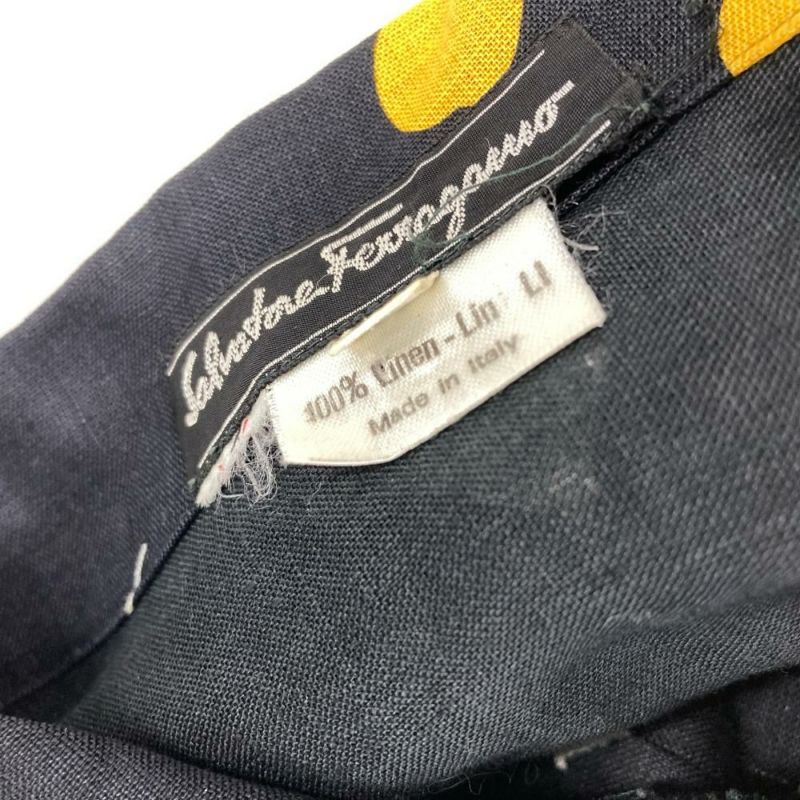 Salvatore Ferragamo
100% Linen - Lin - LI
Made in Italy